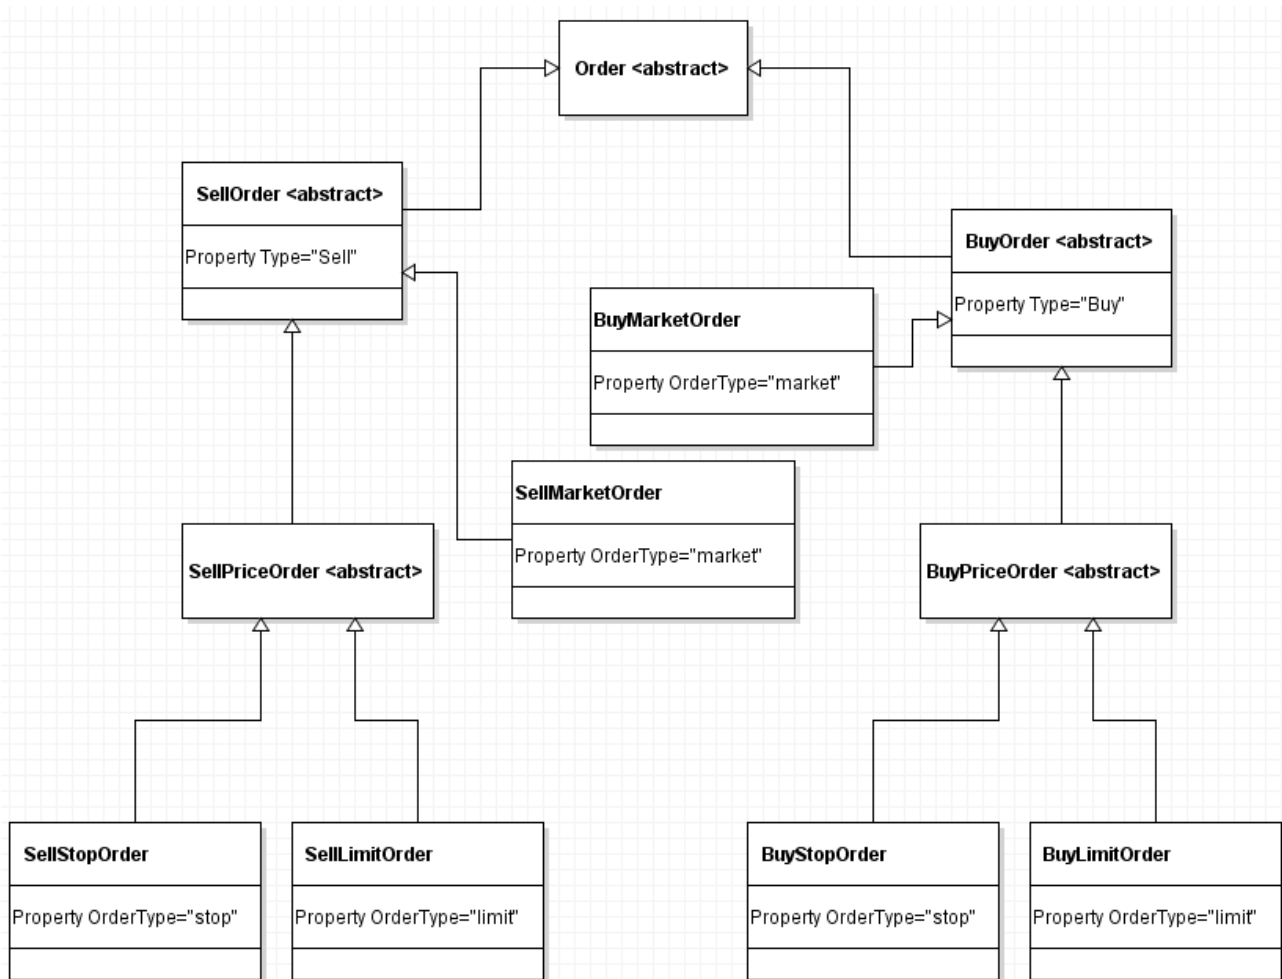 Order <abstract>
SellOrder <abstract>
Property Type="Sell"
BuyOrder <abstract>
Property Type="Buy"
BuyMarketOrder
Property OrderType="market"
SellMarketOrder
Property OrderType="market"
SellPriceOrder <abstract>
BuyPriceOrder <abstract>
SellStopOrder
Property OrderType="stop"
SellLimitOrder
Property OrderType="limit"
BuyStopOrder
Property OrderType="stop"
BuyLimitOrder
Property OrderType="limit"